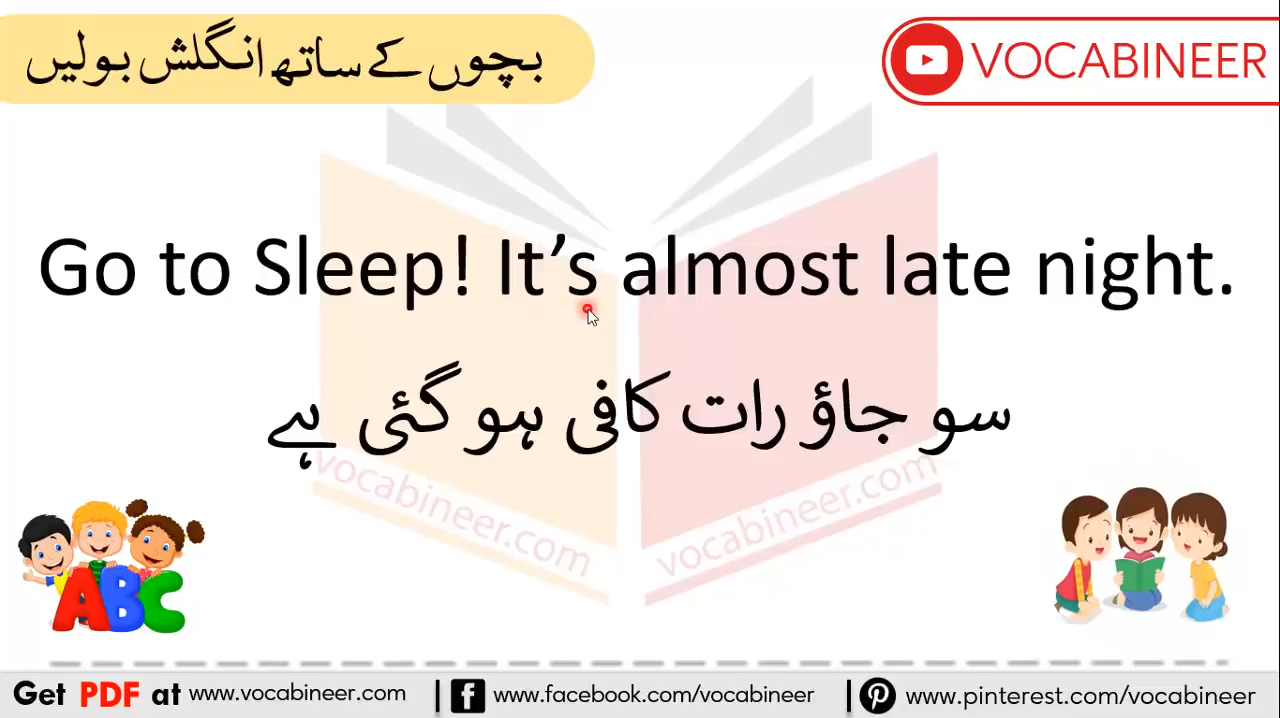 بچوں کے ساتھ انگلش بولیں
VOCABINEER
Go to Sleep! It’s almost late night.
سو جاؤ رات کافی ہو گئی ہے
vocabineer.com
vocabineer.com
ABC
Get PDF at www.vocabineer.com
www.facebook.com/vocabineer
www.pinterest.com/vocabineer